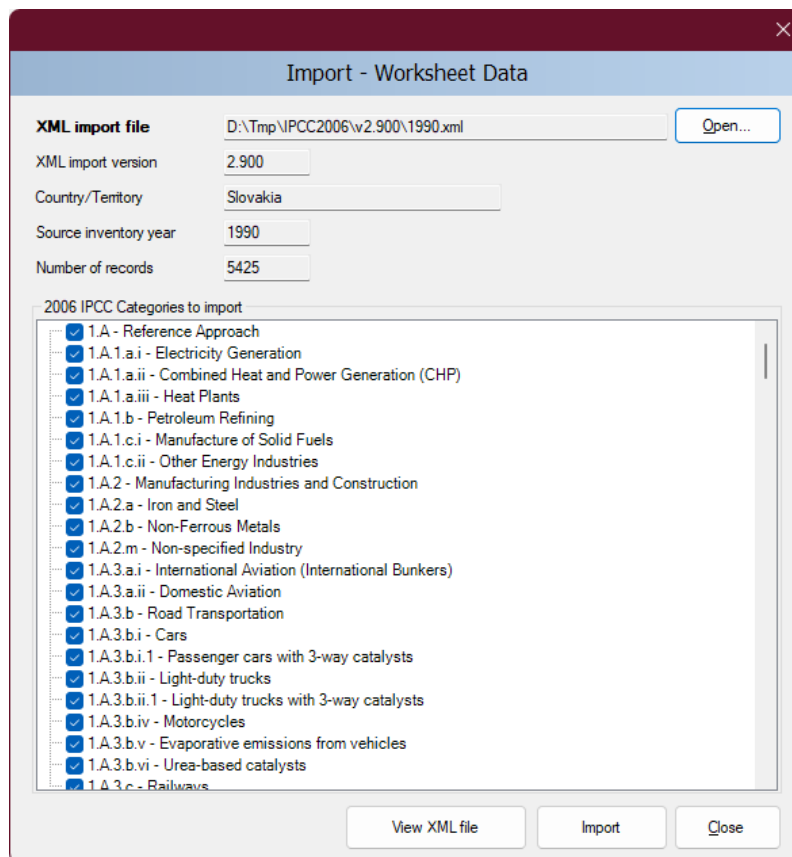 Import - Worksheet Data
XML import file D:\Tmp\IPCC2006\v2.900\1990.xml Open...
XML import version 2.900
Country/Territory Slovakia
Source inventory year 1990
Number of records 5425
2006 IPCC Categories to import
1.A - Reference Approach
1.A.1.a.i - Electricity Generation
1.A.1.a.ii - Combined Heat and Power Generation (CHP)
1.A.1.a.iii - Heat Plants
1.A.1.b - Petroleum Refining
1.A.1.c.i - Manufacture of Solid Fuels
1.A.1.c.ii - Other Energy Industries
1.A.2 - Manufacturing Industries and Construction
1.A.2.a - Iron and Steel
1.A.2.b - Non-Ferrous Metals
1.A.2.m - Non-specified Industry
1.A.3.a.i - International Aviation (International Bunkers)
1.A.3.a.ii - Domestic Aviation
1.A.3.b - Road Transportation
1.A.3.b.i - Cars
1.A.3.b.i.1 - Passenger cars with 3-way catalysts
1.A.3.b.ii - Light-duty trucks
1.A.3.b.ii.1 - Light-duty trucks with 3-way catalysts
1.A.3.b.iv - Motorcycles
1.A.3.b.v - Evaporative emissions from vehicles
1.A.3.b.vi - Urea-based catalysts
1.A.3.c - Railways
View XML file Import Close